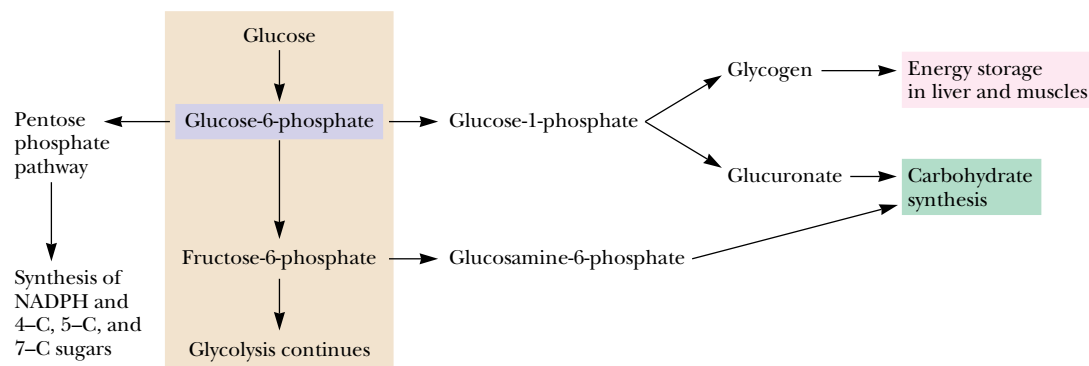 Glucose
Glucose-6-phosphate
Fructose-6-phosphate
Glycolysis continues
Pentose
phosphate
pathway
Synthesis of
NADPH and
4–C, 5–C, and
7–C sugars
Glucose-1-phosphate
Glycogen
Energy storage
in liver and muscles
Glucuronate
Carbohydrate
synthesis
Glucosamine-6-phosphate